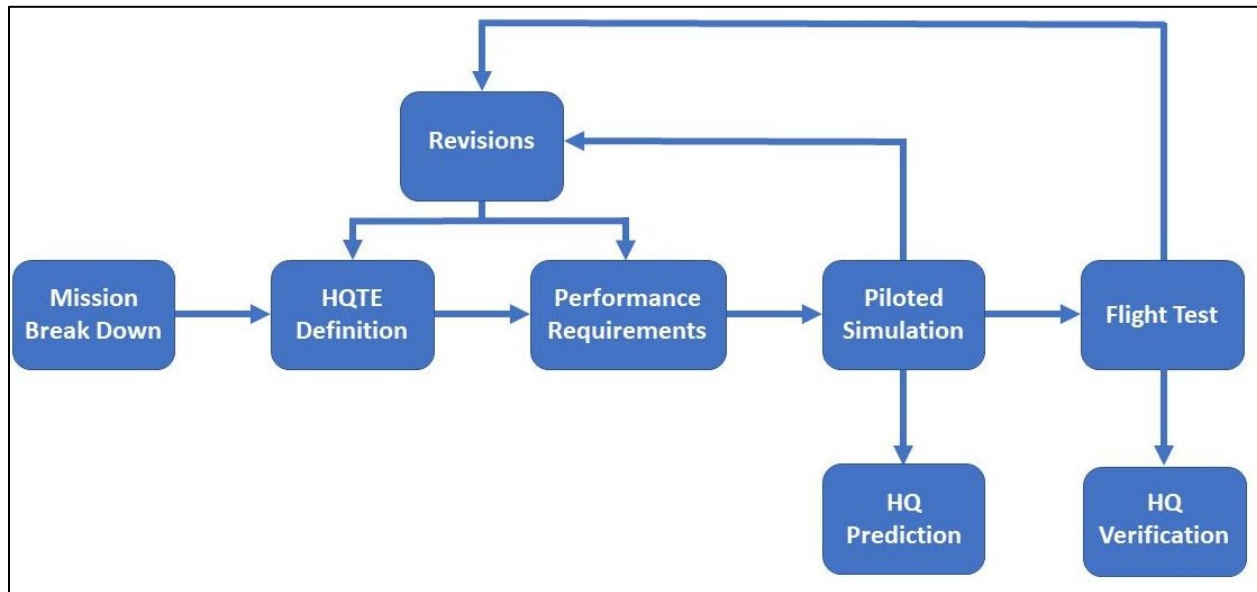 Revisions
Mission
Break Down
HQTE
Definition
Performance
Requirements
Piloted
Simulation
Flight Test
HQ
Prediction
HQ
Verification